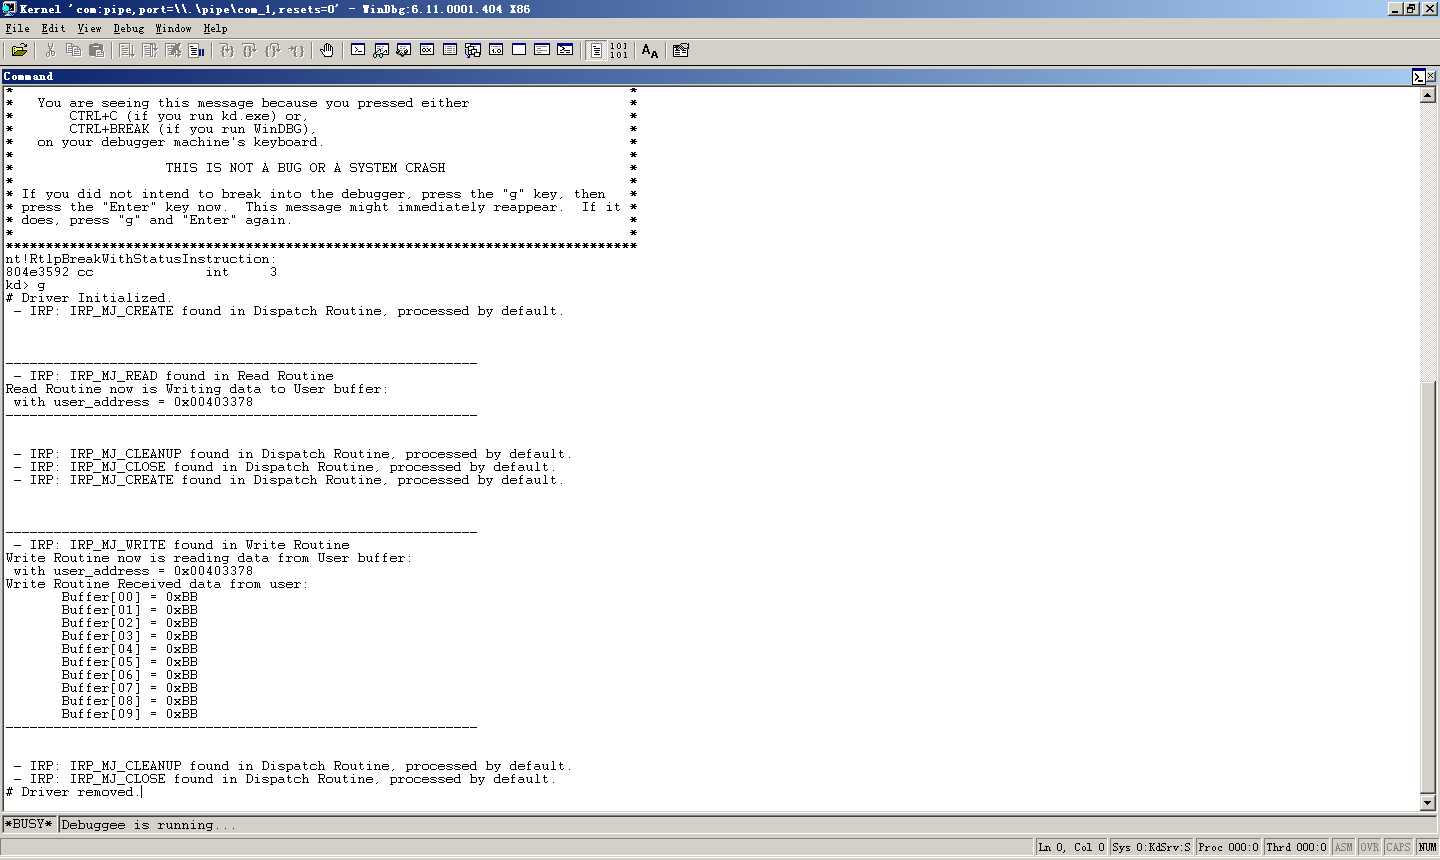 Kernel 'com:pipe,port=\\.\pipe\com_1,resets=0' - WinDbg:6.11.0001.404 X86
File Edit View Debug Window Help
Command
*                                                                             *
*   You are seeing this message because you pressed either                    *
*       CTRL+C (if you run kd.exe) or,                                        *
*       CTRL+BREAK (if you run WinDBG),                                       *
*   on your debugger machine's keyboard.                                      *
*                                                                             *
*                   THIS IS NOT A BUG OR A SYSTEM CRASH                       *
*                                                                             *
* If you did not intend to break into the debugger, press the "g" key, then   *
* press the "Enter" key now.  This message might immediately reappear.  If it *
* does, press "g" and "Enter" again.                                          *
*                                                                             *
*******************************************************************************
nt!RtlpBreakWithStatusInstruction:
804e3592 cc              int     3
kd> g
# Driver Initialized.
 - IRP: IRP_MJ_CREATE found in Dispatch Routine, processed by default.
-----------------------------------------------------------
 - IRP: IRP_MJ_READ found in Read Routine
Read Routine now is Writing data to User buffer:
 with user_address = 0x00403378
-----------------------------------------------------------
 - IRP: IRP_MJ_CLEANUP found in Dispatch Routine, processed by default.
 - IRP: IRP_MJ_CLOSE found in Dispatch Routine, processed by default.
 - IRP: IRP_MJ_CREATE found in Dispatch Routine, processed by default.
-----------------------------------------------------------
 - IRP: IRP_MJ_WRITE found in Write Routine
Write Routine now is reading data from User buffer:
 with user_address = 0x00403378
Write Routine Received data from user:
       Buffer[00] = 0xBB
       Buffer[01] = 0xBB
       Buffer[02] = 0xBB
       Buffer[03] = 0xBB
       Buffer[04] = 0xBB
       Buffer[05] = 0xBB
       Buffer[06] = 0xBB
       Buffer[07] = 0xBB
       Buffer[08] = 0xBB
       Buffer[09] = 0xBB
-----------------------------------------------------------
 - IRP: IRP_MJ_CLEANUP found in Dispatch Routine, processed by default.
 - IRP: IRP_MJ_CLOSE found in Dispatch Routine, processed by default.
# Driver removed.
*BUSY* Debuggee is running...
Ln 0, Col 0 Sys 0:KdSrv:S Proc 000:0 Thrd 000:0 ASM OVR CAPS NUM